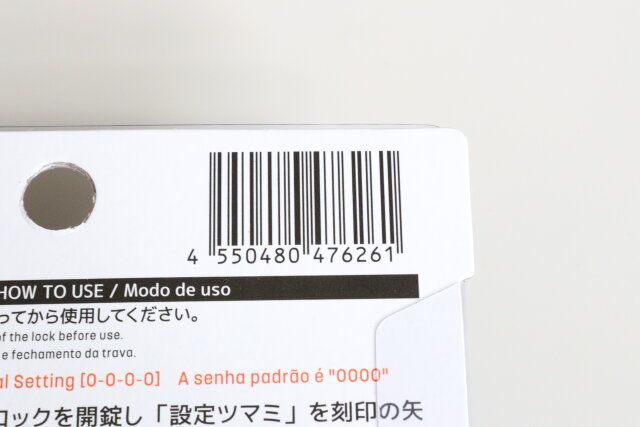 4 550480 476261
HOW TO USE / Modo de uso
ってから使用してください。
of the lock before use.
e fechamento da trava.
al Setting [0-0-0-0] A senha padrão é "0000"
ロックを開錠し「設定ツマミ」を刻印の矢